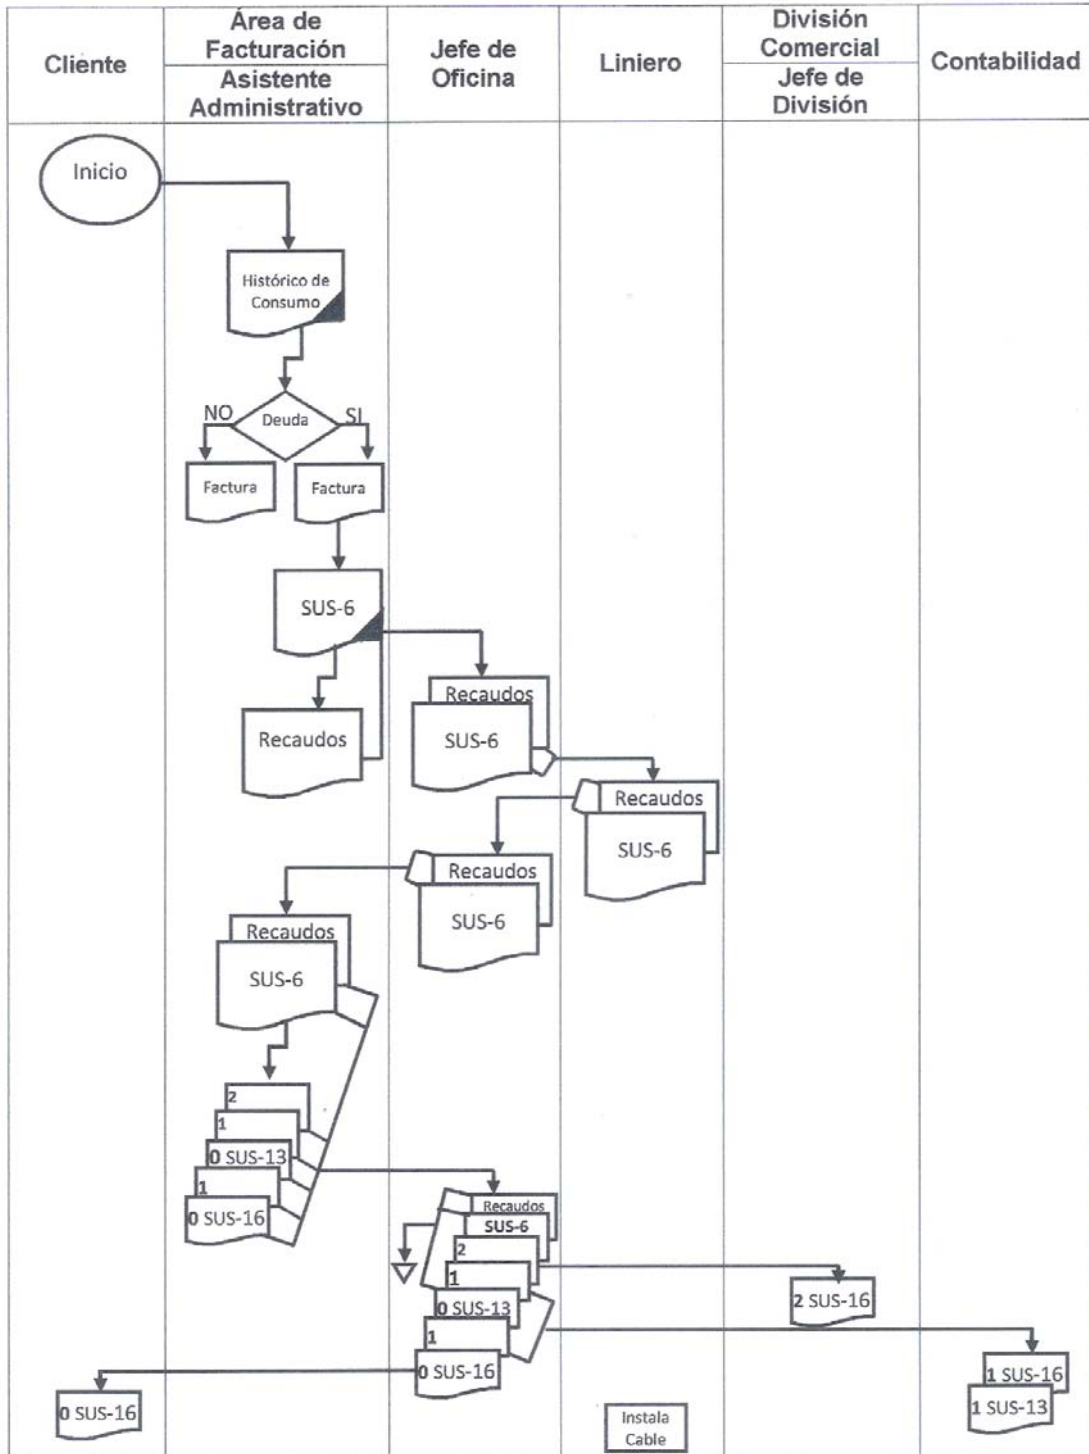 Cliente
Área de
Facturación
Asistente
Administrativo
Jefe de
Oficina
Liniero
División
Comercial
Jefe de
División
Contabilidad
Inicio
Histórico de
Consumo
NO
Deuda
SI
Factura
Factura
SUS-6
Recaudos
Recaudos
SUS-6
Recaudos
SUS-6
Recaudos
SUS-6
Recaudos
SUS-6
2
1
0 SUS-13
1
0 SUS-16
Recaudos
SUS-6
2
1
0 SUS-13
1
0 SUS-16
2 SUS-16
1 SUS-16
1 SUS-13
0 SUS-16
Instala
Cable